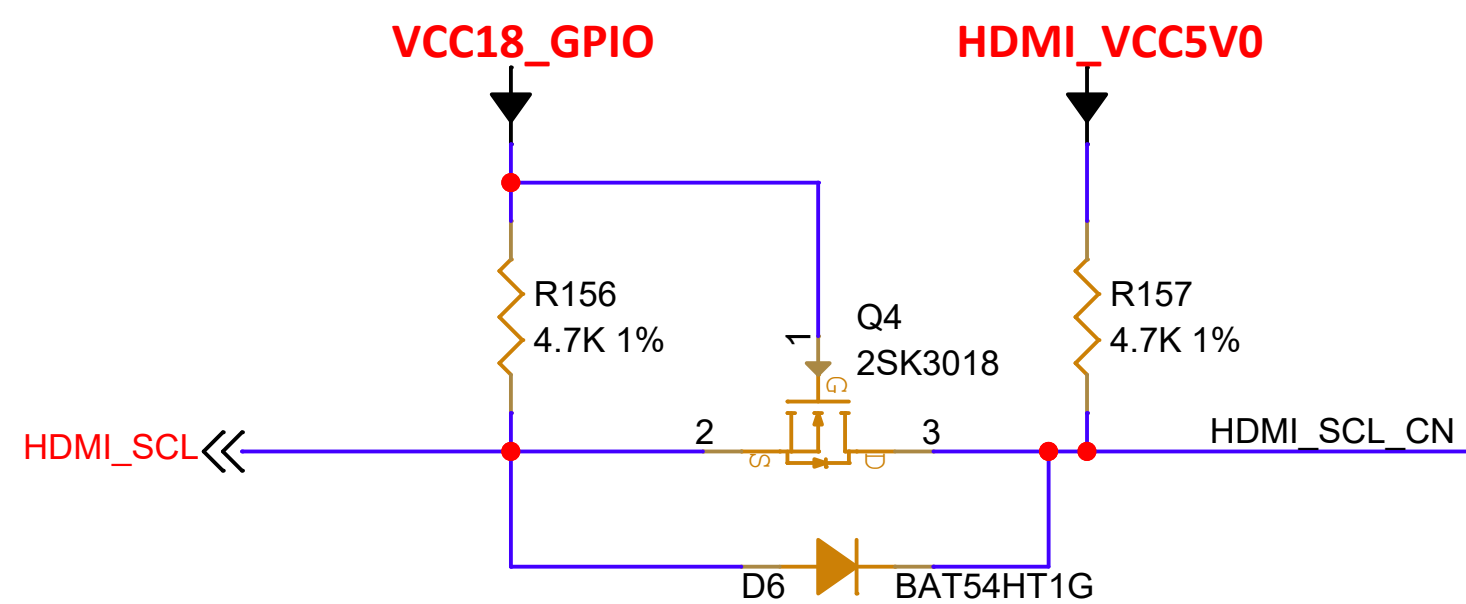 VCC18_GPIO
HDMI_VCC5V0
R156
4.7K 1%
1
G
Q4
2SK3018
R157
4.7K 1%
HDMI_SCL
2
S
3
D
HDMI_SCL_CN
D6
BAT54HT1G